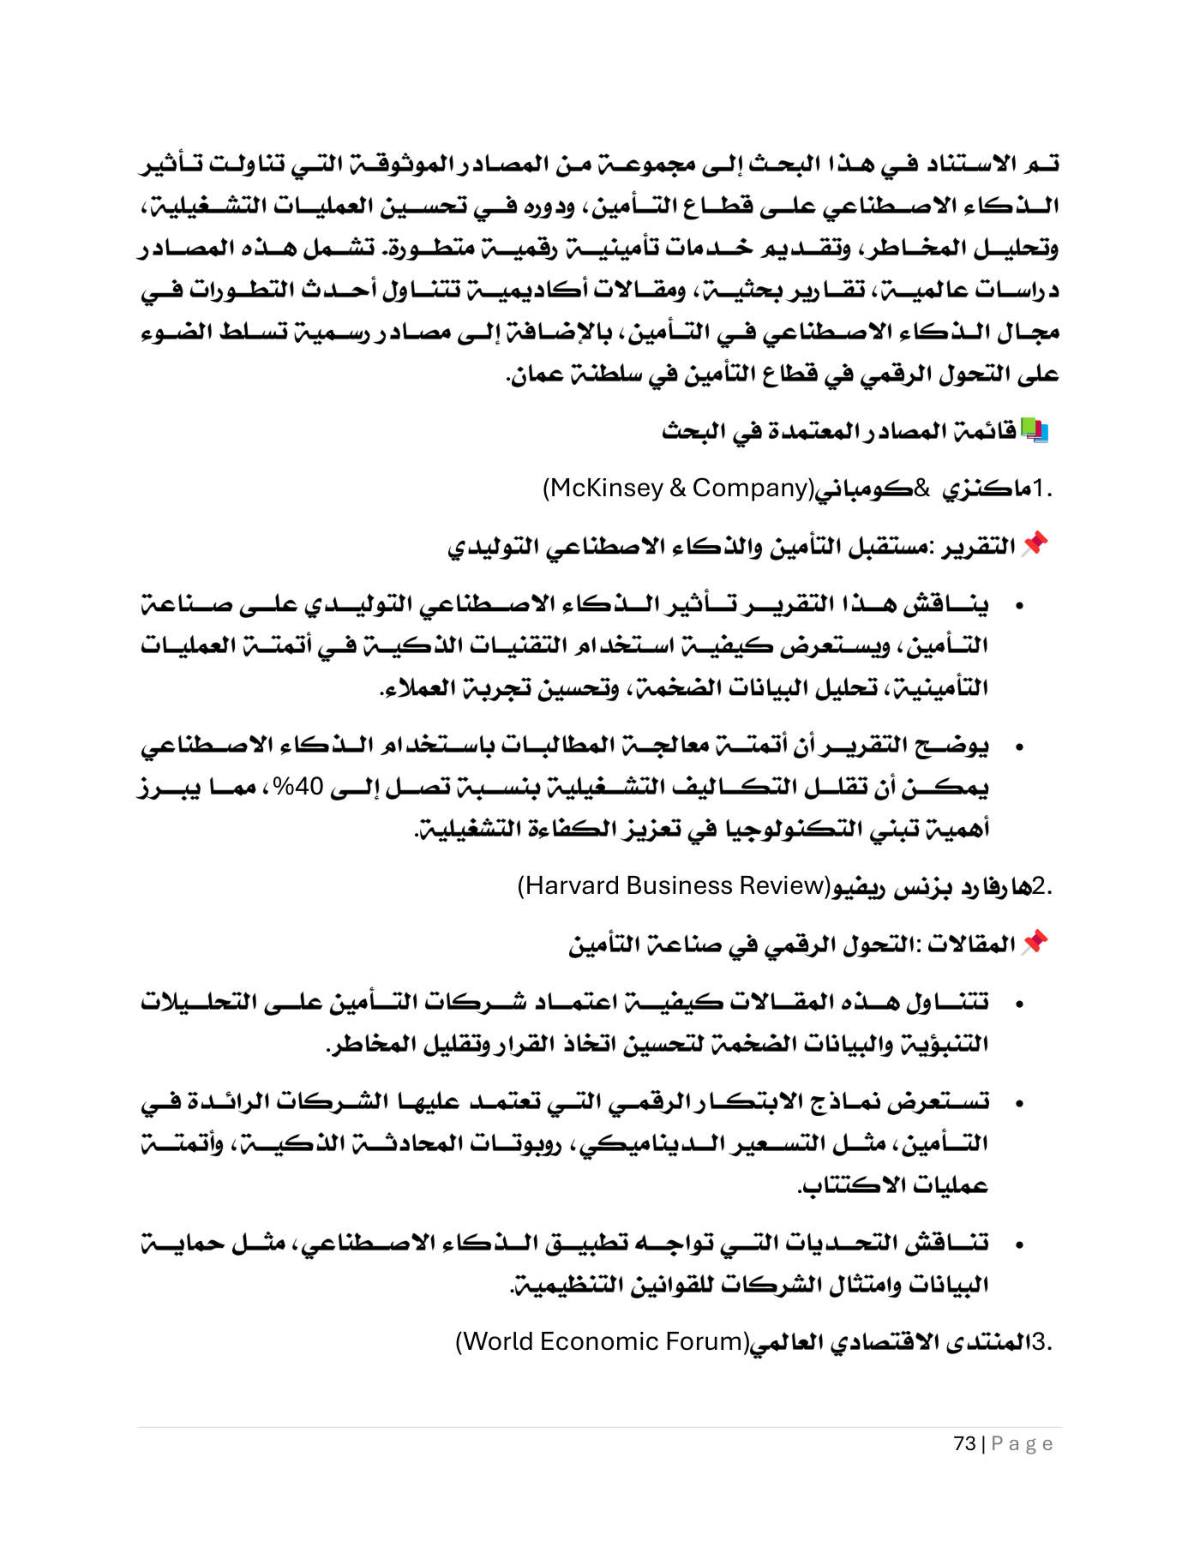 تم الاستناد في هذا البحث إلى مجموعة من المصادر الموثوقة التي تناولت تأثير
الذكاء الاصطناعي على قطاع التأمين، ودوره في تحسين العمليات التشغيلية،
وتحليل المخاطر، وتقديم خدمات تأمينية رقمية متطورة. تشمل هذه المصادر
دراسات عالمية، تقارير بحثية، ومقالات أكاديمية تتناول أحدث التطورات في
مجال الذكاء الاصطناعي في التأمين، بالإضافة إلى مصادر رسمية تسلط الضوء
على التحول الرقمي في قطاع التأمين في سلطنة عمان.
📚قائمة المصادر المعتمدة في البحث
.1ماكنزي &كومباني(McKinsey & Company)
📌 التقرير :مستقبل التأمين والذكاء الاصطناعي التوليدي
• يناقش هذا التقرير تأثير الذكاء الاصطناعي التوليدي على صناعة
التأمين، ويستعرض كيفية استخدام التقنيات الذكية في أتمتة العمليات
التأمينية، تحليل البيانات الضخمة، وتحسين تجربة العملاء.
• يوضح التقرير أن أتمتة معالجة المطالبات باستخدام الذكاء الاصطناعي
يمكن أن تقلل التكاليف التشغيلية بنسبة تصل إلى 40%، مما يبرز
أهمية تبني التكنولوجيا في تعزيز الكفاءة التشغيلية.
.2هارفارد بزنس ريفيو(Harvard Business Review)
📌 المقالات :التحول الرقمي في صناعة التأمين
• تتناول هذه المقالات كيفية اعتماد شركات التأمين على التحليلات
التنبؤية والبيانات الضخمة لتحسين اتخاذ القرار وتقليل المخاطر.
• تستعرض نماذج الابتكار الرقمي التي تعتمد عليها الشركات الرائدة في
التأمين، مثل التسعير الديناميكي، روبوتات المحادثة الذكية، وأتمتة
عمليات الاكتتاب.
• تناقش التحديات التي تواجه تطبيق الذكاء الاصطناعي، مثل حماية
البيانات وامتثال الشركات للقوانين التنظيمية.
.3المنتدى الاقتصادي العالمي(World Economic Forum)
73 | Page